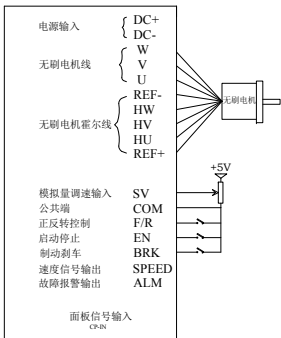 电源输入
DC+
DC-
无刷电机线
W
V
U
无刷电机霍尔线
REF-
HW
HV
HU
REF+
无刷电机
+5V
模拟量调速输入 SV
公共端 COM
正反转控制 F/R
启动停止 EN
制动刹车 BRK
速度信号输出 SPEED
故障报警输出 ALM
面板信号输入
CP-IN